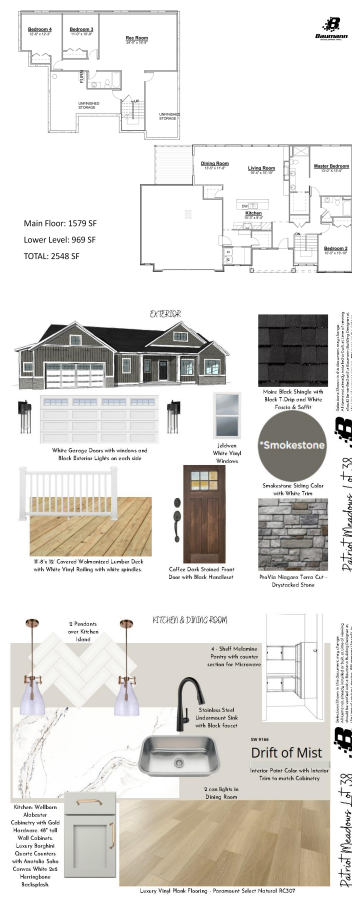 Bedroom 4
Bedroom 3
Rec Room
UNFINISHED
STORAGE
UNFINISHED
STORAGE
UP
Baumann
Dining Room
Living Room
Master Bedroom
Kitchen
Bedroom 2
Main Floor: 1579 SF
Lower Level: 969 SF
TOTAL: 2548 SF
EXTERIOR
White Garage Doors with windows and
Black Exterior Lights on each side
Jeldwen
White Vinyl
Windows
Maine Black Shingle with
Black T-Drip and White
Fascia & Soffit
*Smokestone
Smokestone Siding Color
with White Trim
Covered Wolmanized Lumber Deck
with White Vinyl Railing with white spindles
Coffee Dark Stained Front
Door with Black Handleset
ProVia Niagara Terra Cut -
Drystacked Stone
Patriot Meadows Lot 38
KITCHEN & DINING ROOM
2 Pendants
over Kitchen
Island
4 - Shelf Melamine
Pantry with counter
section for Microwave
Stainless Steel
Undermount Sink
with Black faucet
SW 9166
Drift of Mist
Interior Paint Color with Interior
Trim to match Cabinetry
2 can lights in
Dining Room
Kitchen Wellborn
Alabaster
Cabinetry with Gold
Hardware. 48" tall
Wall Cabinets.
Luxury Borghini
Quartz Counters
with Anatolia Soho
Canvas White 2x6
Herringbone
Backsplash.
Luxury Vinyl Plank Flooring - Paramount Select Natural RC307
Patriot Meadows Lot 38